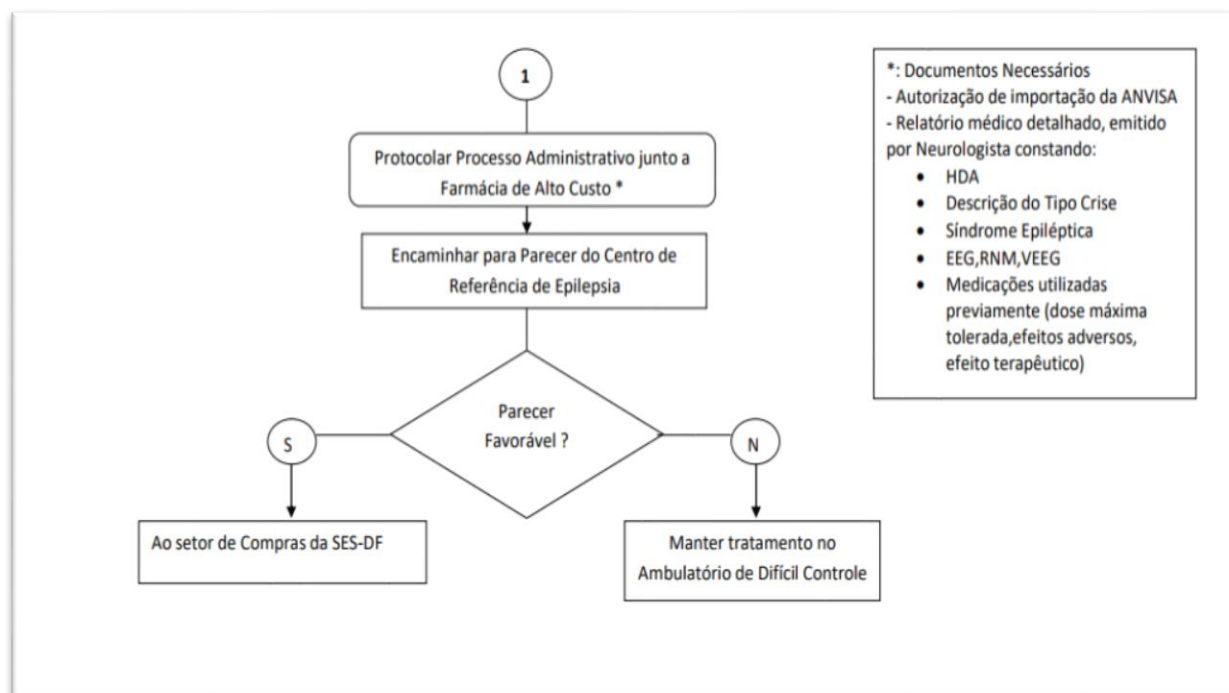 1
Protocolar Processo Administrativo junto a
Farmácia de Alto Custo *
Encaminhar para Parecer do Centro de
Referência de Epilepsia
Parecer
Favorável ?
S
N
Ao setor de Compras da SES-DF
Manter tratamento no
Ambulatório de Difícil Controle
*: Documentos Necessários
- Autorização de importação da ANVISA
- Relatório médico detalhado, emitido
por Neurologista constando:
• HDA
• Descrição do Tipo Crise
• Síndrome Epiléptica
• EEG,RNM,VEEG
• Medicações utilizadas
previamente (dose máxima
tolerada,efeitos adversos,
efeito terapêutico)